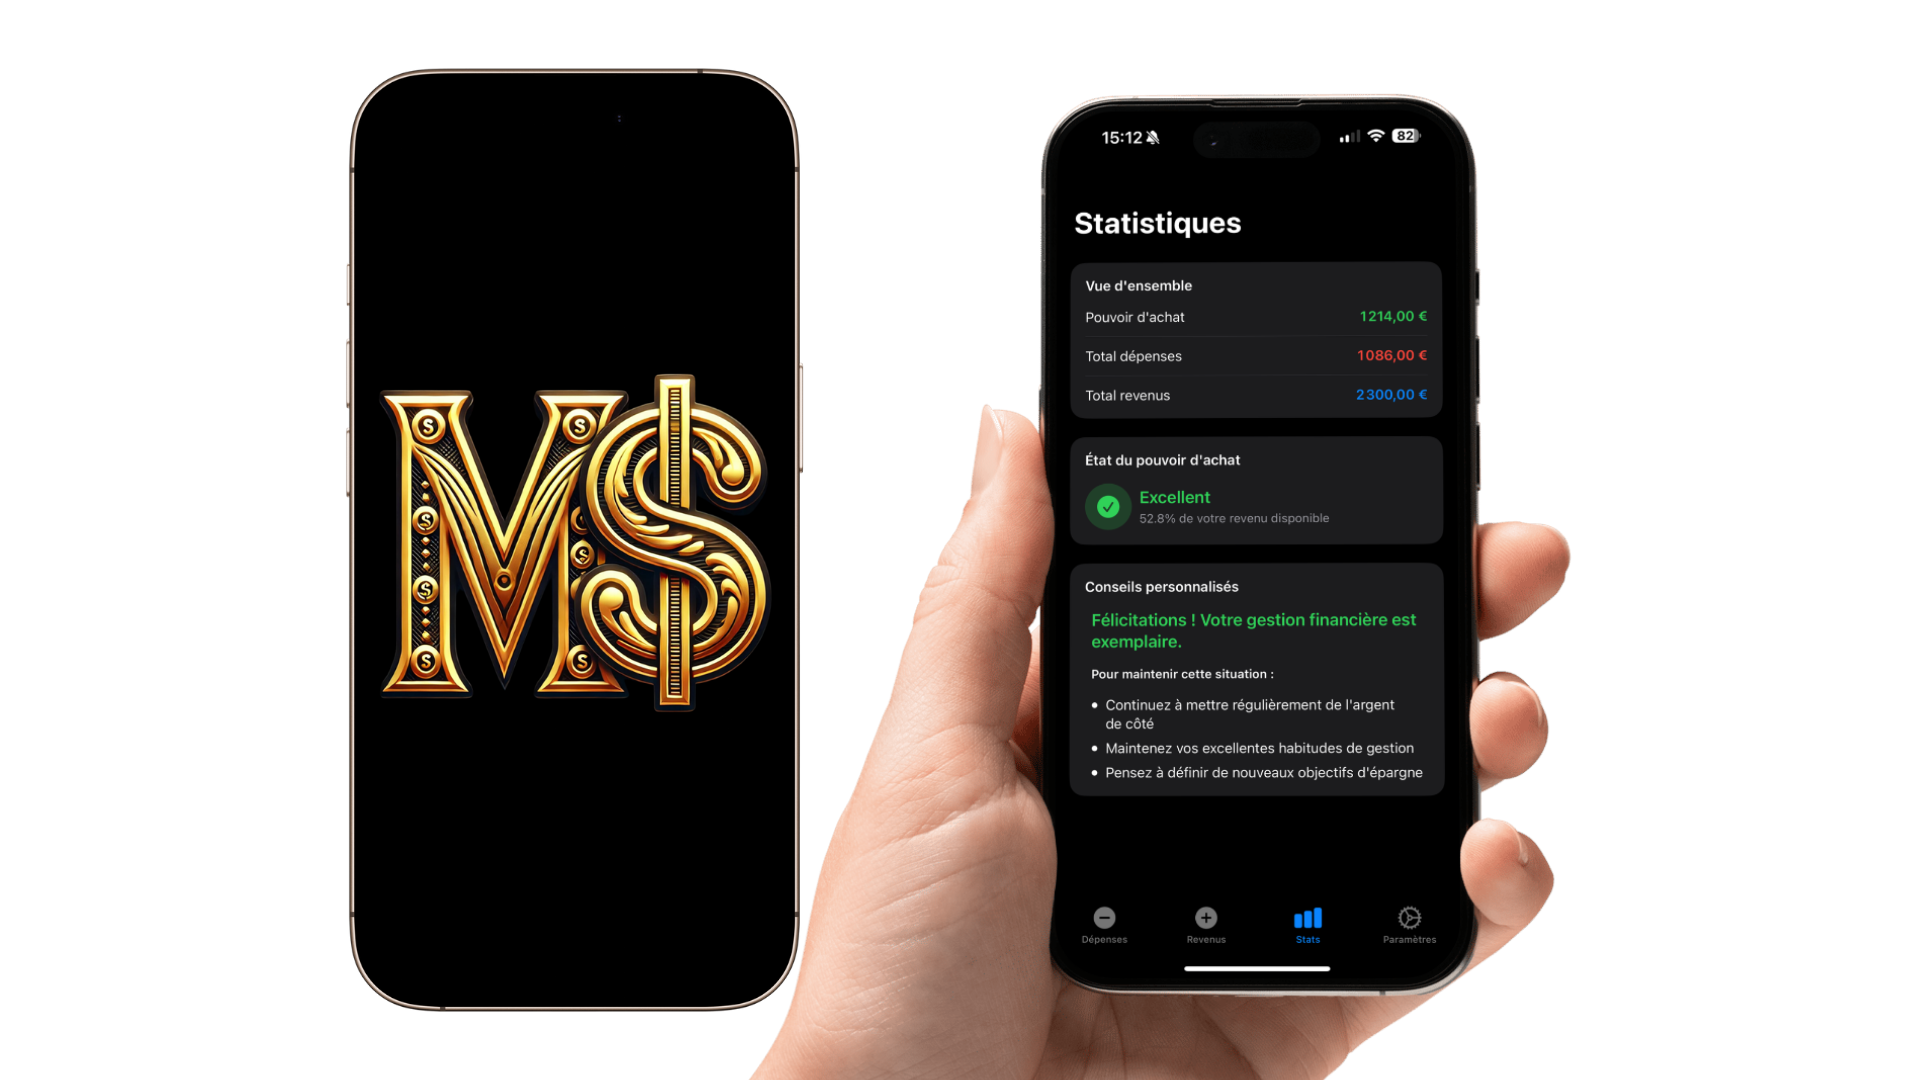 M$
15:12
82
Statistiques
Vue d'ensemble
Pouvoir d'achat 1214,00 €
Total dépenses 1086,00 €
Total revenus 2300,00 €
État du pouvoir d'achat
Excellent
52.8% de votre revenu disponible
Conseils personnalisés
Félicitations ! Votre gestion financière est
exemplaire.
Pour maintenir cette situation :
• Continuez à mettre régulièrement de l'argent
de côté
• Maintenez vos excellentes habitudes de gestion
• Pensez à définir de nouveaux objectifs d'épargne
Dépenses Revenus Stats Paramètres